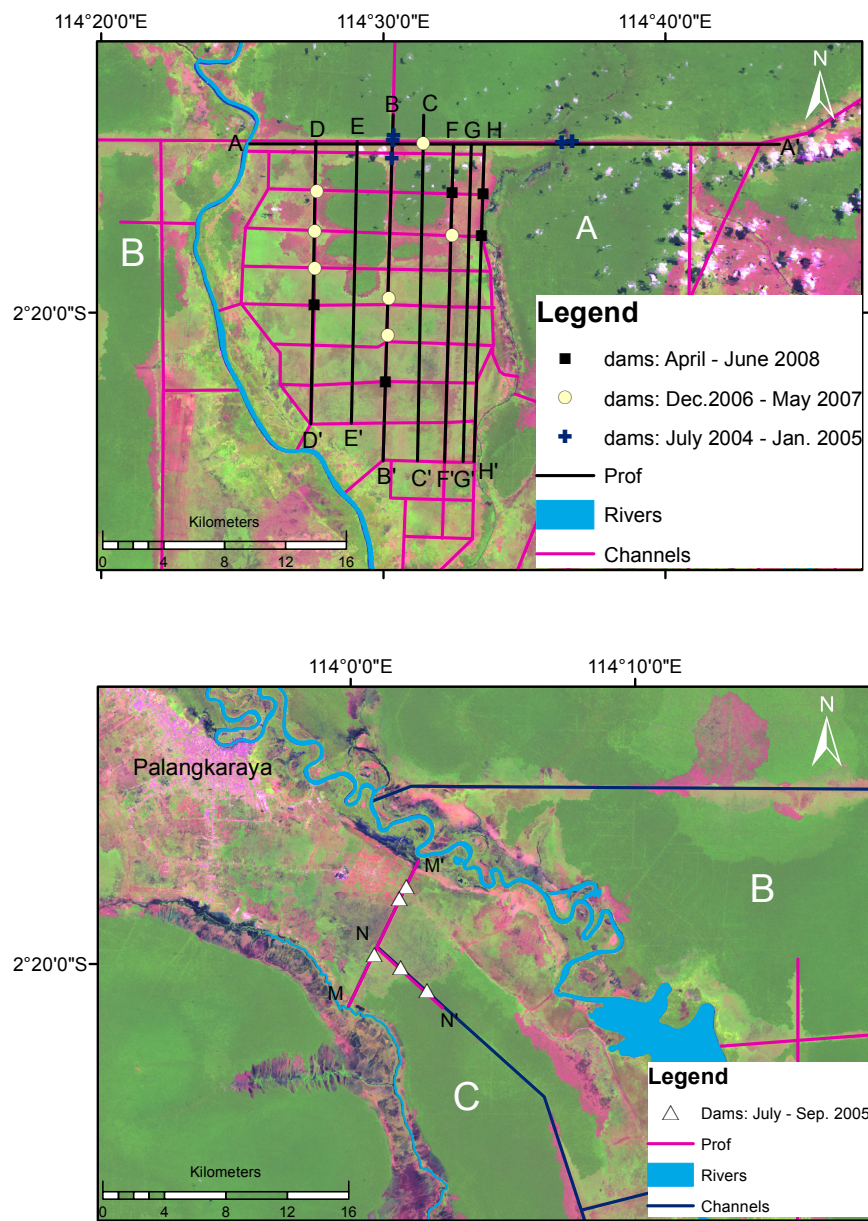 114°20'0"E 114°30'0"E 114°40'0"E
N
B C
D E F G H
A A'
B A
2°20'0"S
Legend
dams: April - June 2008
dams: Dec.2006 - May 2007
dams: July 2004 - Jan. 2005
Prof
Rivers
Channels
D' E'
B' C' F' G' H'
Kilometers
0 4 8 12 16
114°0'0"E 114°10'0"E
N
Palangkaraya
M'
B
N
2°20'0"S
M
N'
C
Legend
Dams: July - Sep. 2005
Prof
Rivers
Channels
Kilometers
0 4 8 12 16